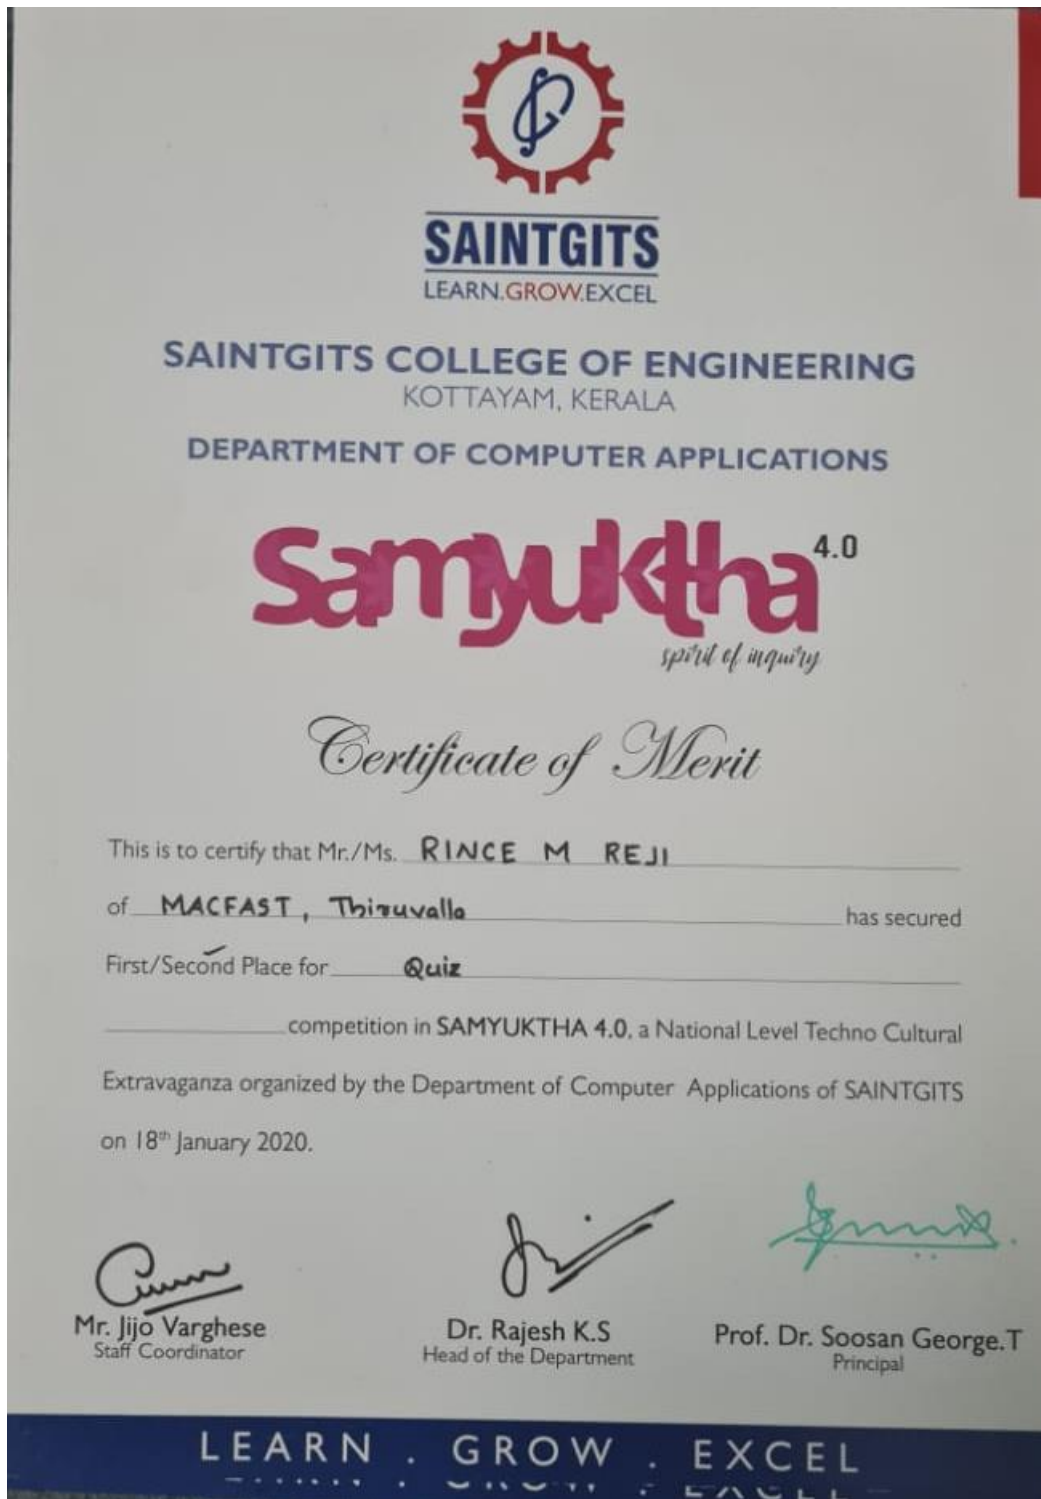 SAINTGITS
LEARN.GROW.EXCEL
SAINTGITS COLLEGE OF ENGINEERING
KOTTAYAM, KERALA
DEPARTMENT OF COMPUTER APPLICATIONS
Samyuktha 4.0
spirit of inquiry
Certificate of Merit
This is to certify that Mr./Ms. RINCE M REJI
of MACFAST, Thiruvalla has secured
First/Second Place for Quiz
competition in SAMYUKTHA 4.0, a National Level Techno Cultural
Extravaganza organized by the Department of Computer Applications of SAINTGITS
on 18th January 2020.
Mr. Jijo Varghese Dr. Rajesh K.S Prof. Dr. Soosan George.T
Staff Coordinator Head of the Department Principal
LEARN . GROW . EXCEL